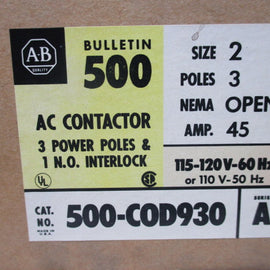 A-B
QUALITY
BULLETIN
500
AC CONTACTOR
3 POWER POLES &
1 N.O. INTERLOCK
UL
SIZE 2
POLES 3
NEMA OPEN
AMP. 45
115-120V-60 Hz
or 110 V-50 Hz
CAT. NO. 500-COD930
SERIES A
MADE IN U.S.A.